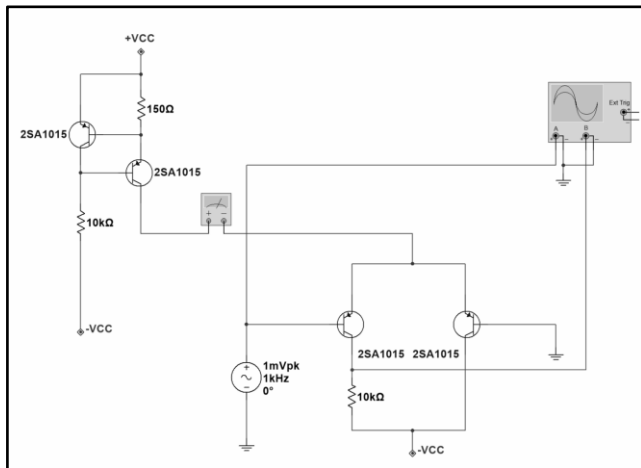 +VCC
150Ω
2SA1015
2SA1015
10kΩ
-VCC
+ −
Ext Trig
+
−
A B
+ − + −
2SA1015 2SA1015
+
−
1mVpk
1kHz
0°
10kΩ
-VCC